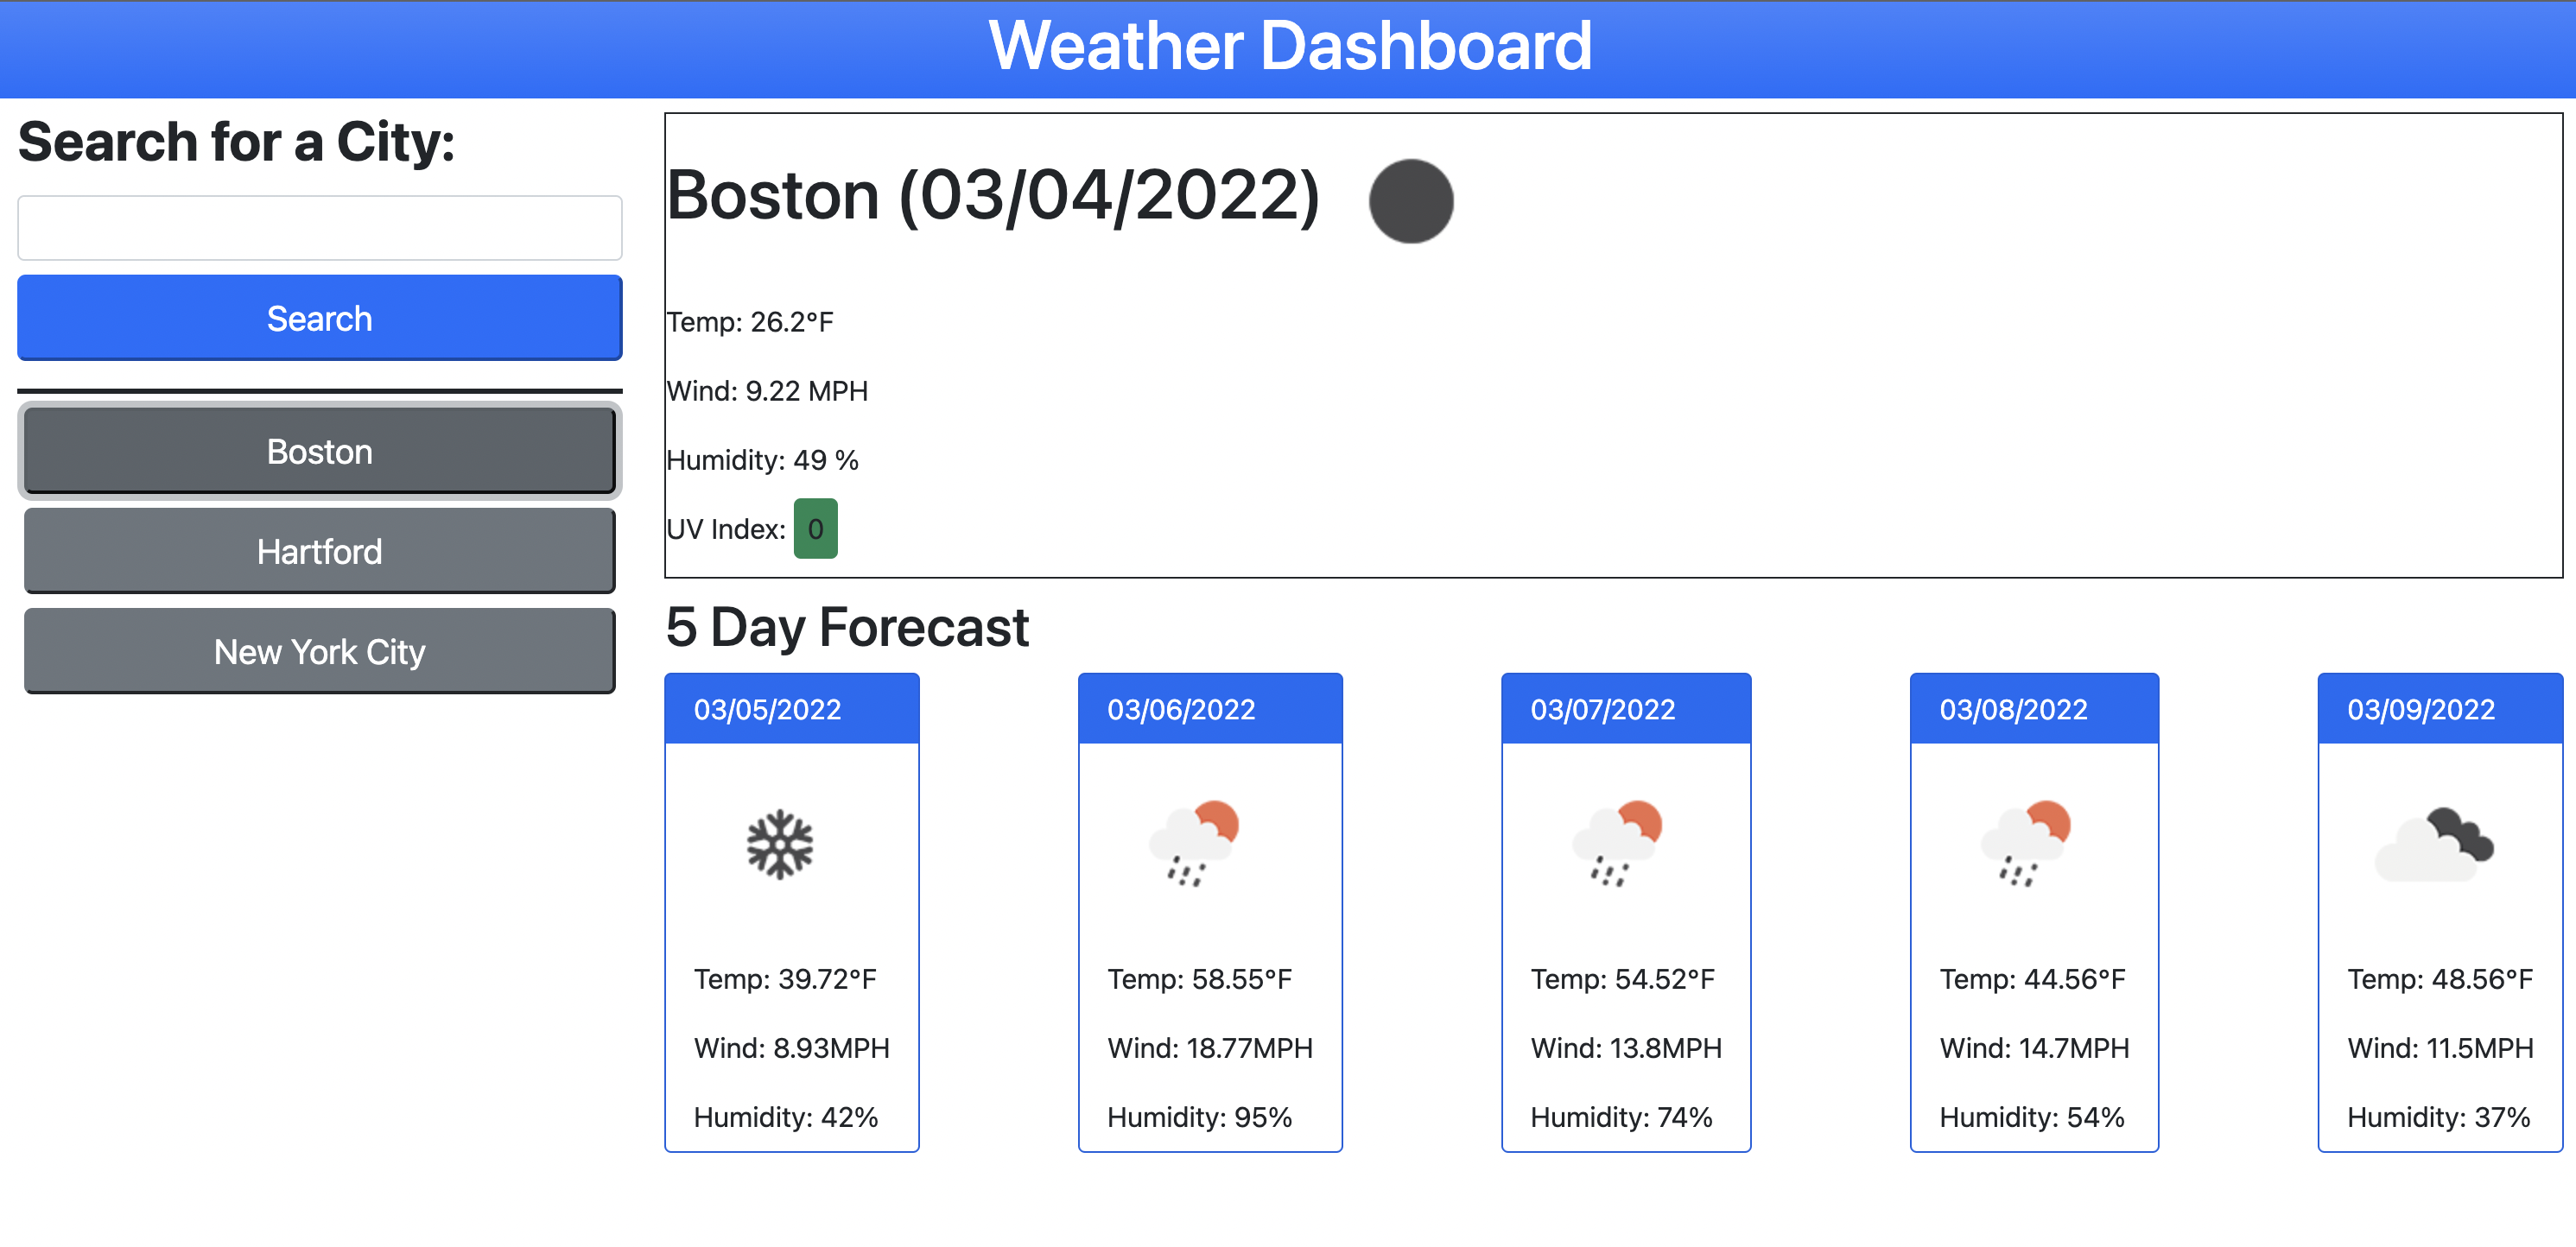 Weather Dashboard
Search for a City:
Search
Boston
Hartford
New York City
Boston (03/04/2022)
Temp: 26.2°F
Wind: 9.22 MPH
Humidity: 49 %
UV Index: 0
5 Day Forecast
03/05/2022
Temp: 39.72°F
Wind: 8.93MPH
Humidity: 42%
03/06/2022
Temp: 58.55°F
Wind: 18.77MPH
Humidity: 95%
03/07/2022
Temp: 54.52°F
Wind: 13.8MPH
Humidity: 74%
03/08/2022
Temp: 44.56°F
Wind: 14.7MPH
Humidity: 54%
03/09/2022
Temp: 48.56°F
Wind: 11.5MPH
Humidity: 37%